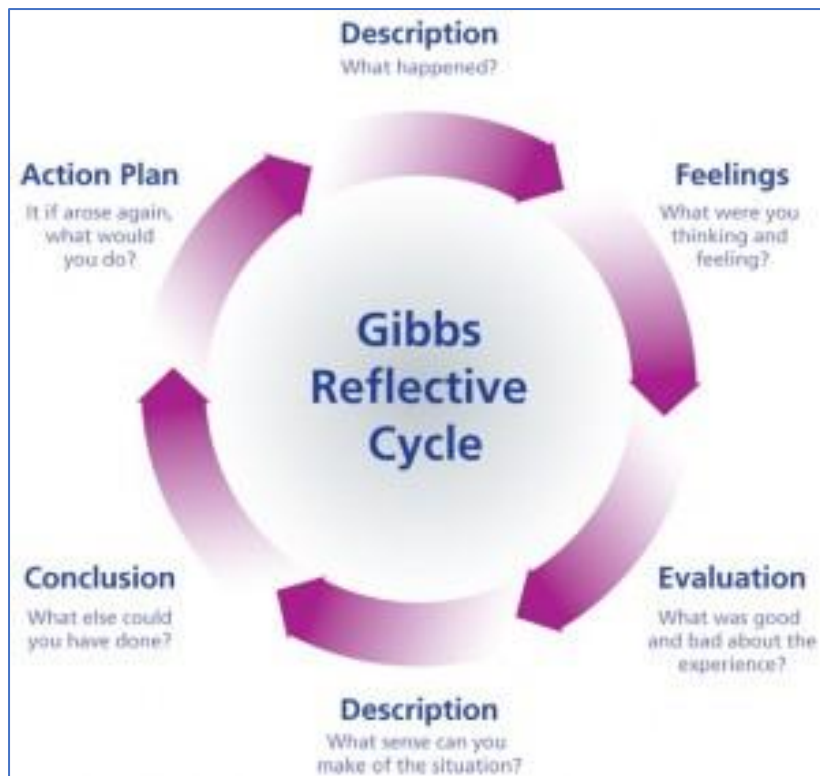 Description
What happened?
Feelings
What were you
thinking and
feeling?
Evaluation
What was good
and bad about the
experience?
Description
What sense can you
make of the situation?
Conclusion
What else could
you have done?
Action Plan
It if arose again,
what would
you do?
Gibbs
Reflective
Cycle